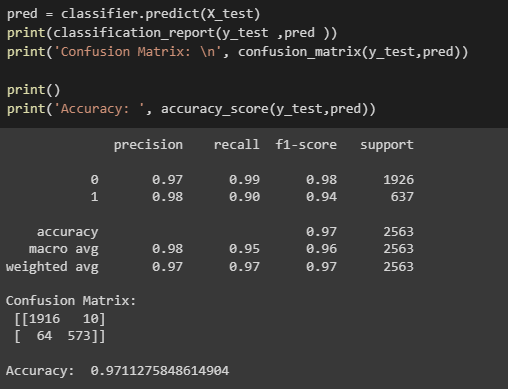 pred = classifier.predict(X_test)
print(classification_report(y_test ,pred ))
print('Confusion Matrix: \n', confusion_matrix(y_test,pred))
print()
print('Accuracy: ', accuracy_score(y_test,pred))
precision recall f1-score support
0 0.97 0.99 0.98 1926
1 0.98 0.90 0.94 637
accuracy 0.97 2563
macro avg 0.98 0.95 0.96 2563
weighted avg 0.97 0.97 0.97 2563
Confusion Matrix:
[[1916 10]
[ 64 573]]
Accuracy: 0.9711275848614904